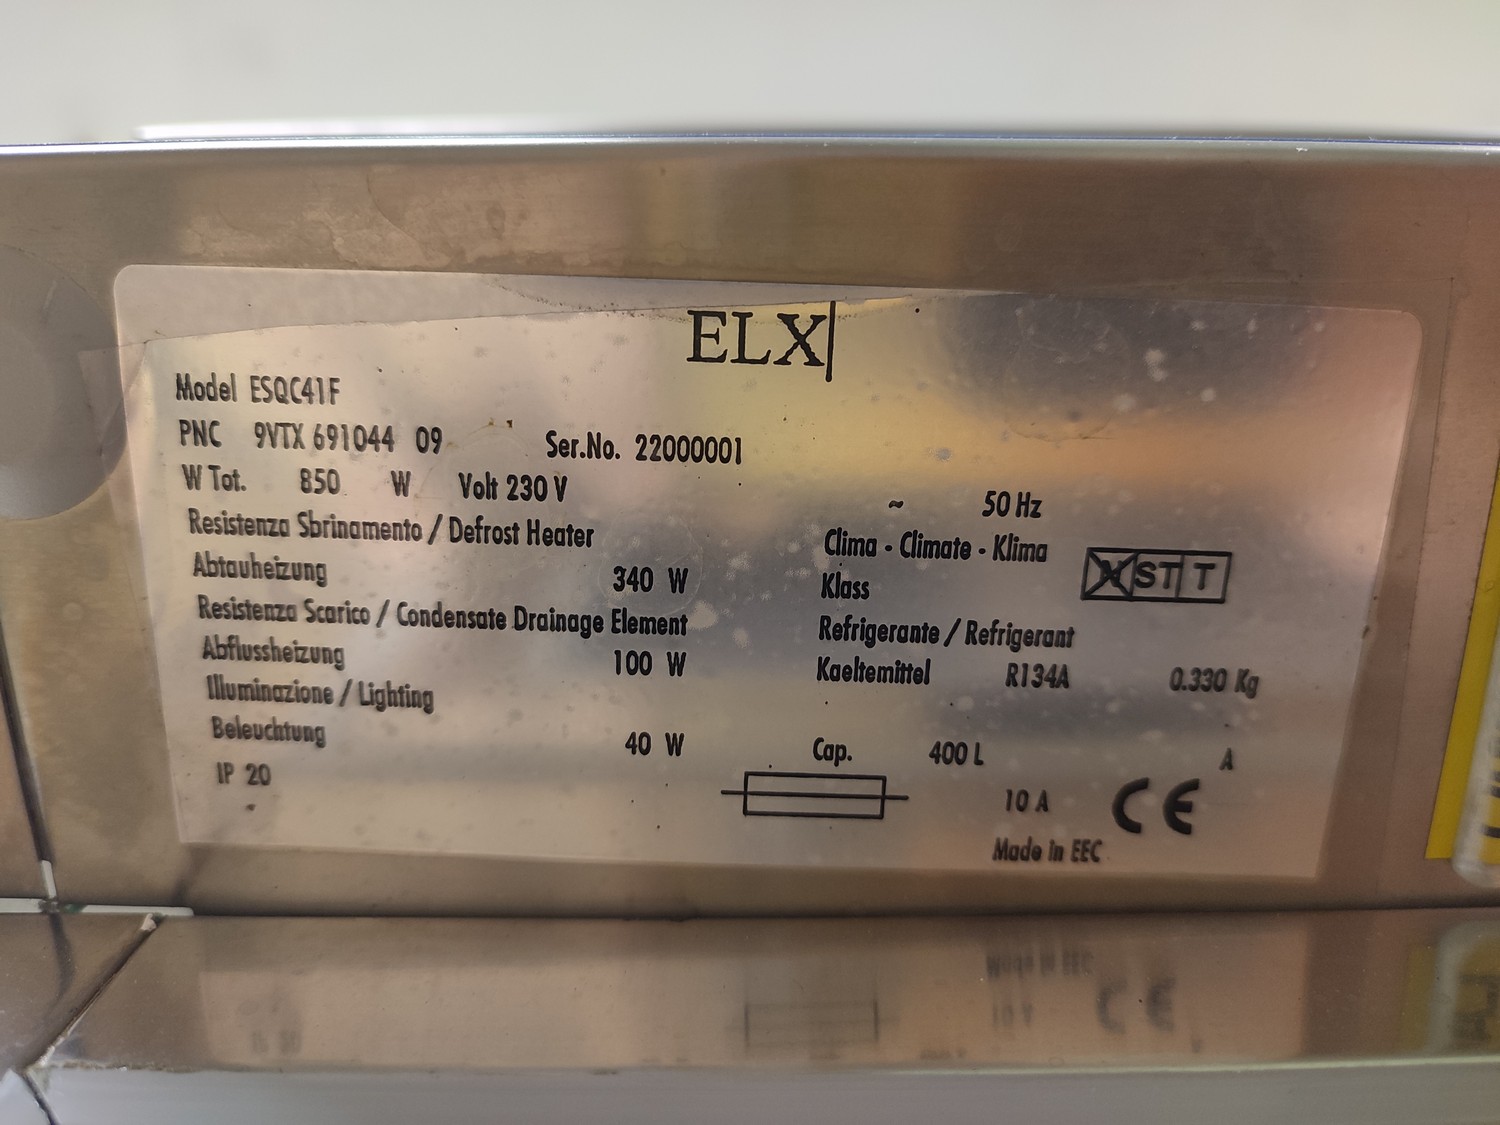 ELX
Model ESQC41F
PNC 9VTX 691044 09 Ser.No. 22000001
W Tot. 850 W Volt 230 V ~ 50 Hz
Resistenza Sbrinamento / Defrost Heater
Abtauheizung 340 W
Resistenza Scarico / Condensate Drainage Element
Abflussheizung 100 W
Illuminazione / Lighting
Beleuchtung 40 W
IP 20
Clima - Climate - Klima
Klass N ST T
Refrigerante / Refrigerant
Kaeltemittel R134A 0.330 Kg
Cap. 400 L A
10 A CE
Made in EEC